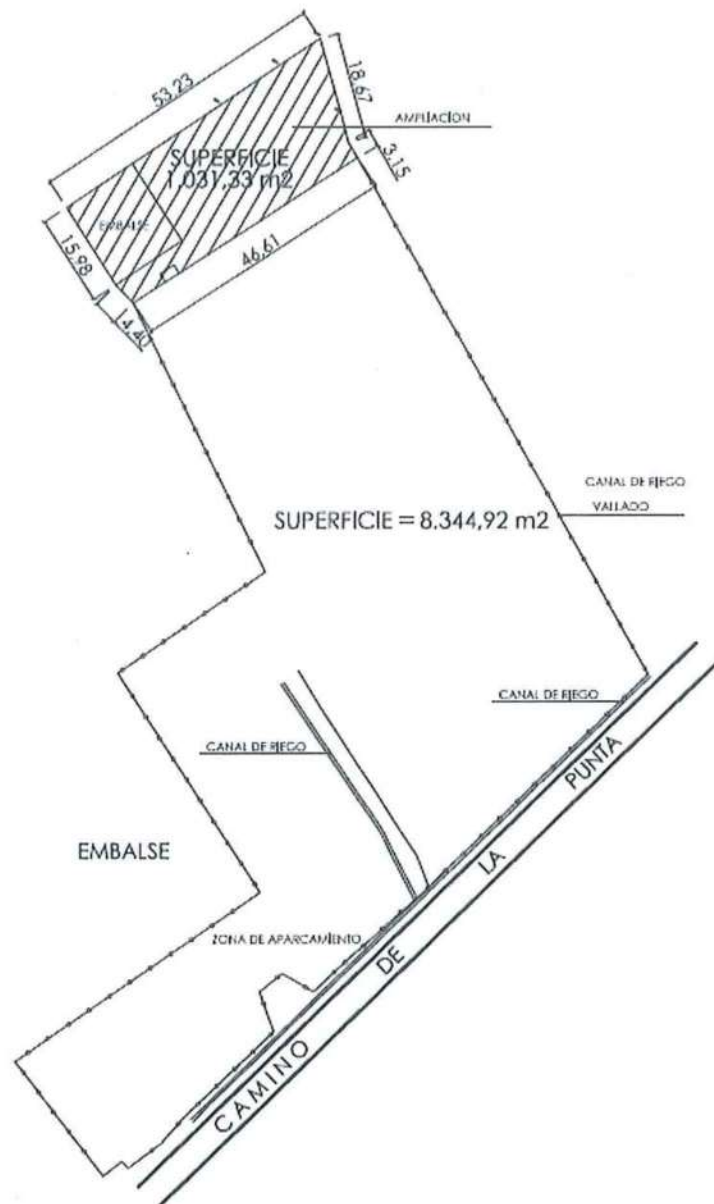 53,23
18,67
AMPLIACION
3,15
SUPERFICIE
1.031,33 m2
EMBALSE
15,98
46,61
14,40
CANAL DE RIEGO
VALLADO
SUPERFICIE = 8.344,92 m2
CANAL DE RIEGO
CANAL DE RIEGO
EMBALSE
ZONA DE APARCAMIENTO
CAMINO DE LA PUNTA